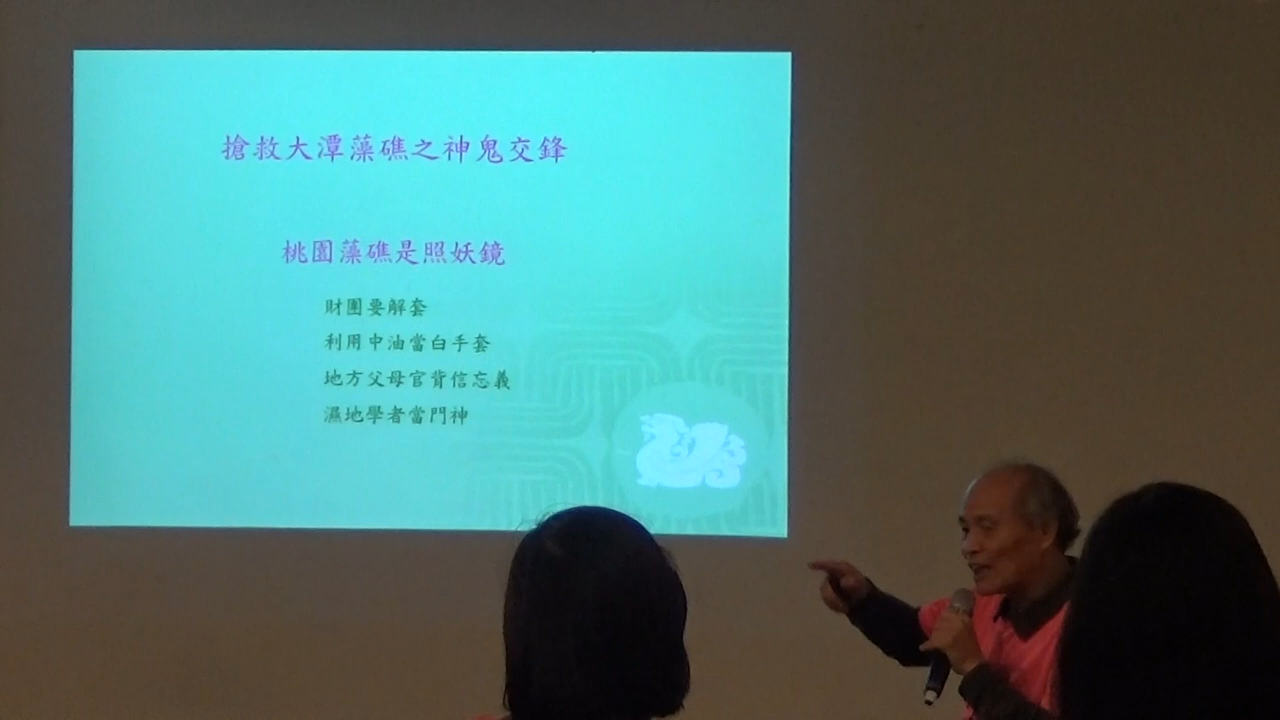 搶救大潭藻礁之神鬼交鋒
桃園藻礁是照妖鏡
財團要解套
利用中油當白手套
地方父母官背信忘義
濕地學者當門神